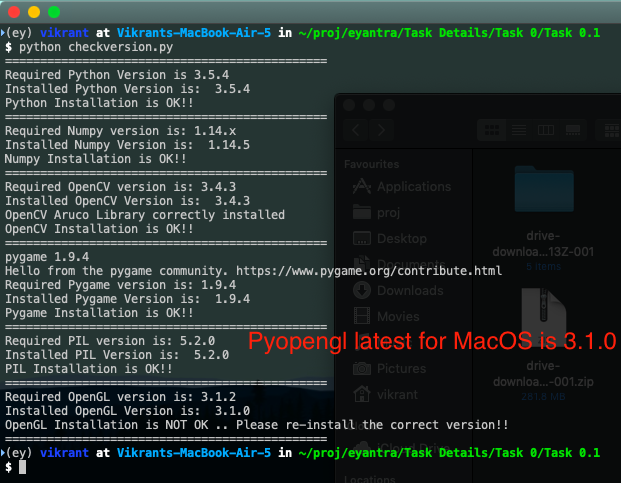 (ey) vikrant at Vikrants-MacBook-Air-5 in ~/proj/eyantra/Task Details/Task 0/Task 0.1
$ python checkversion.py
==============================================
Required Python Version is 3.5.4
Installed Python Version is:  3.5.4
Python Installation is OK!!
==============================================
Required Numpy version is: 1.14.x
Installed Numpy Version is:  1.14.5
Numpy Installation is OK!!
==============================================
Required OpenCV version is: 3.4.3
Installed OpenCV Version is:  3.4.3
OpenCV Aruco Library correctly installed
OpenCV Installation is OK!!
==============================================
pygame 1.9.4
Hello from the pygame community. https://www.pygame.org/contribute.html
Required Pygame version is: 1.9.4
Installed Pygame Version is:  1.9.4
Pygame Installation is OK!!
==============================================
Required PIL version is: 5.2.0
Installed PIL Version is:  5.2.0
PIL Installation is OK!!
==============================================
Required OpenGL version is: 3.1.2
Installed OpenGL Version is:  3.1.0
OpenGL Installation is NOT OK .. Please re-install the correct version!!
==============================================
(ey) vikrant at Vikrants-MacBook-Air-5 in ~/proj/eyantra/Task Details/Task 0/Task 0.1
$
Pyopengl latest for MacOS is 3.1.0
Favourites
Applications
proj
Desktop
Documents
Downloads
Movies
Pictures
vikrant
iCloud Drive
Locations
drive-
downloa...13Z-001
6 items
drive-
downloa...-001.zip
281.8 MB